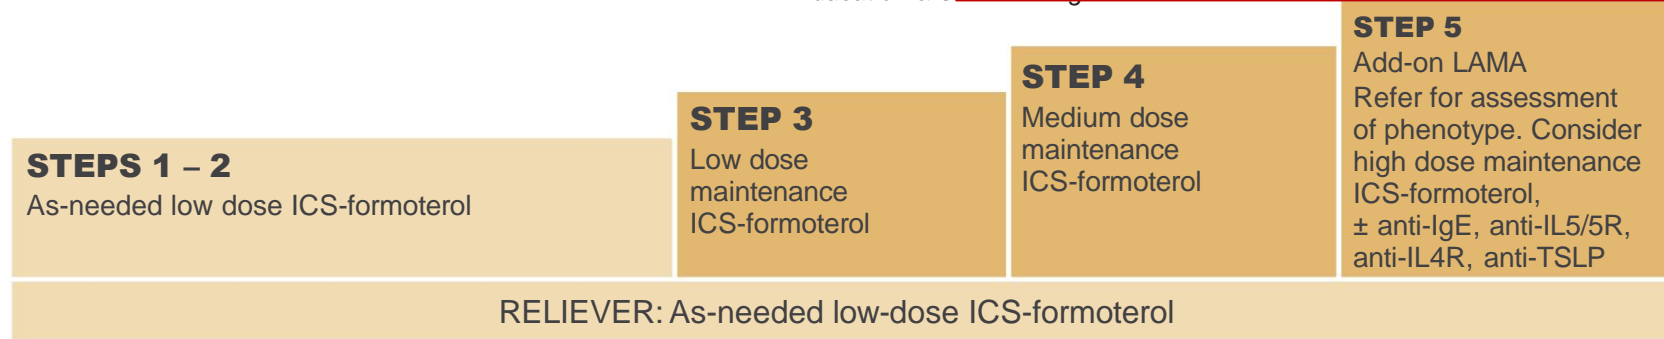 STEPS 1 – 2
As-needed low dose ICS-formoterol
STEP 3
Low dose
maintenance
ICS-formoterol
STEP 4
Medium dose
maintenance
ICS-formoterol
STEP 5
Add-on LAMA
Refer for assessment
of phenotype. Consider
high dose maintenance
ICS-formoterol,
± anti-IgE, anti-IL5/5R,
anti-IL4R, anti-TSLP
RELIEVER: As-needed low-dose ICS-formoterol